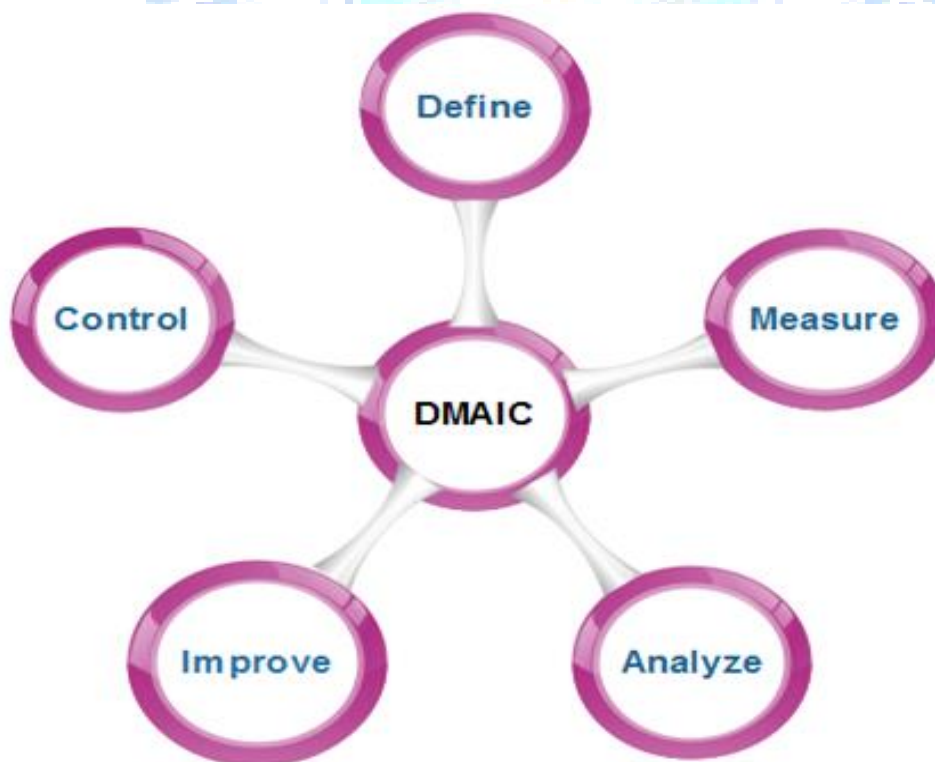 Define
Measure
Analyze
Improve
Control
DMAIC